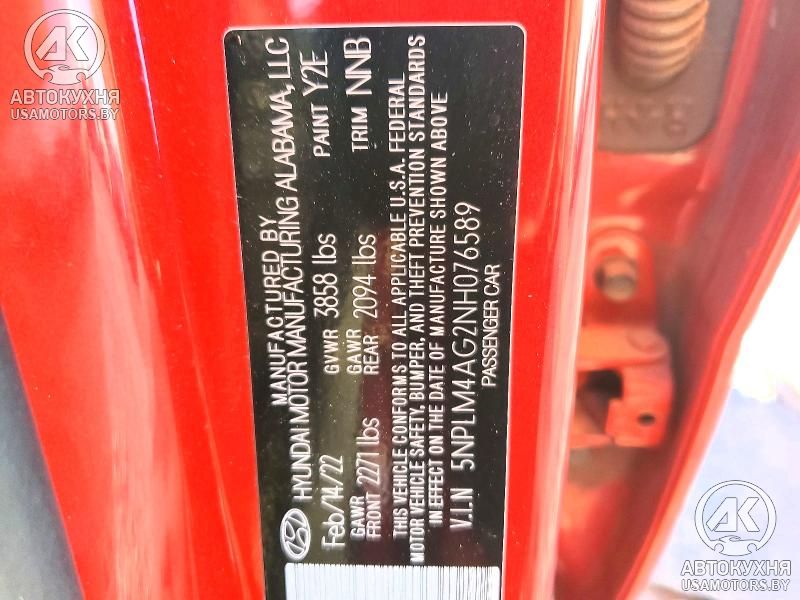 MANUFACTURED BY
HYUNDAI MOTOR MANUFACTURING ALABAMA, LLC
Feb/14/22 GVWR 3858 lbs PAINT Y2E
GAWR FRONT 2271 lbs GAWR REAR 2094 lbs TRIM NNB
THIS VEHICLE CONFORMS TO ALL APPLICABLE U.S.A. FEDERAL
MOTOR VEHICLE SAFETY, BUMPER, AND THEFT PREVENTION STANDARDS
IN EFFECT ON THE DATE OF MANUFACTURE SHOWN ABOVE
V.I.N 5NPLM4AG2NH076589
PASSENGER CAR
АК
АВТОКУХНЯ
USAMOTORS.BY
АК
АВТОКУХНЯ
USAMOTORS.BY